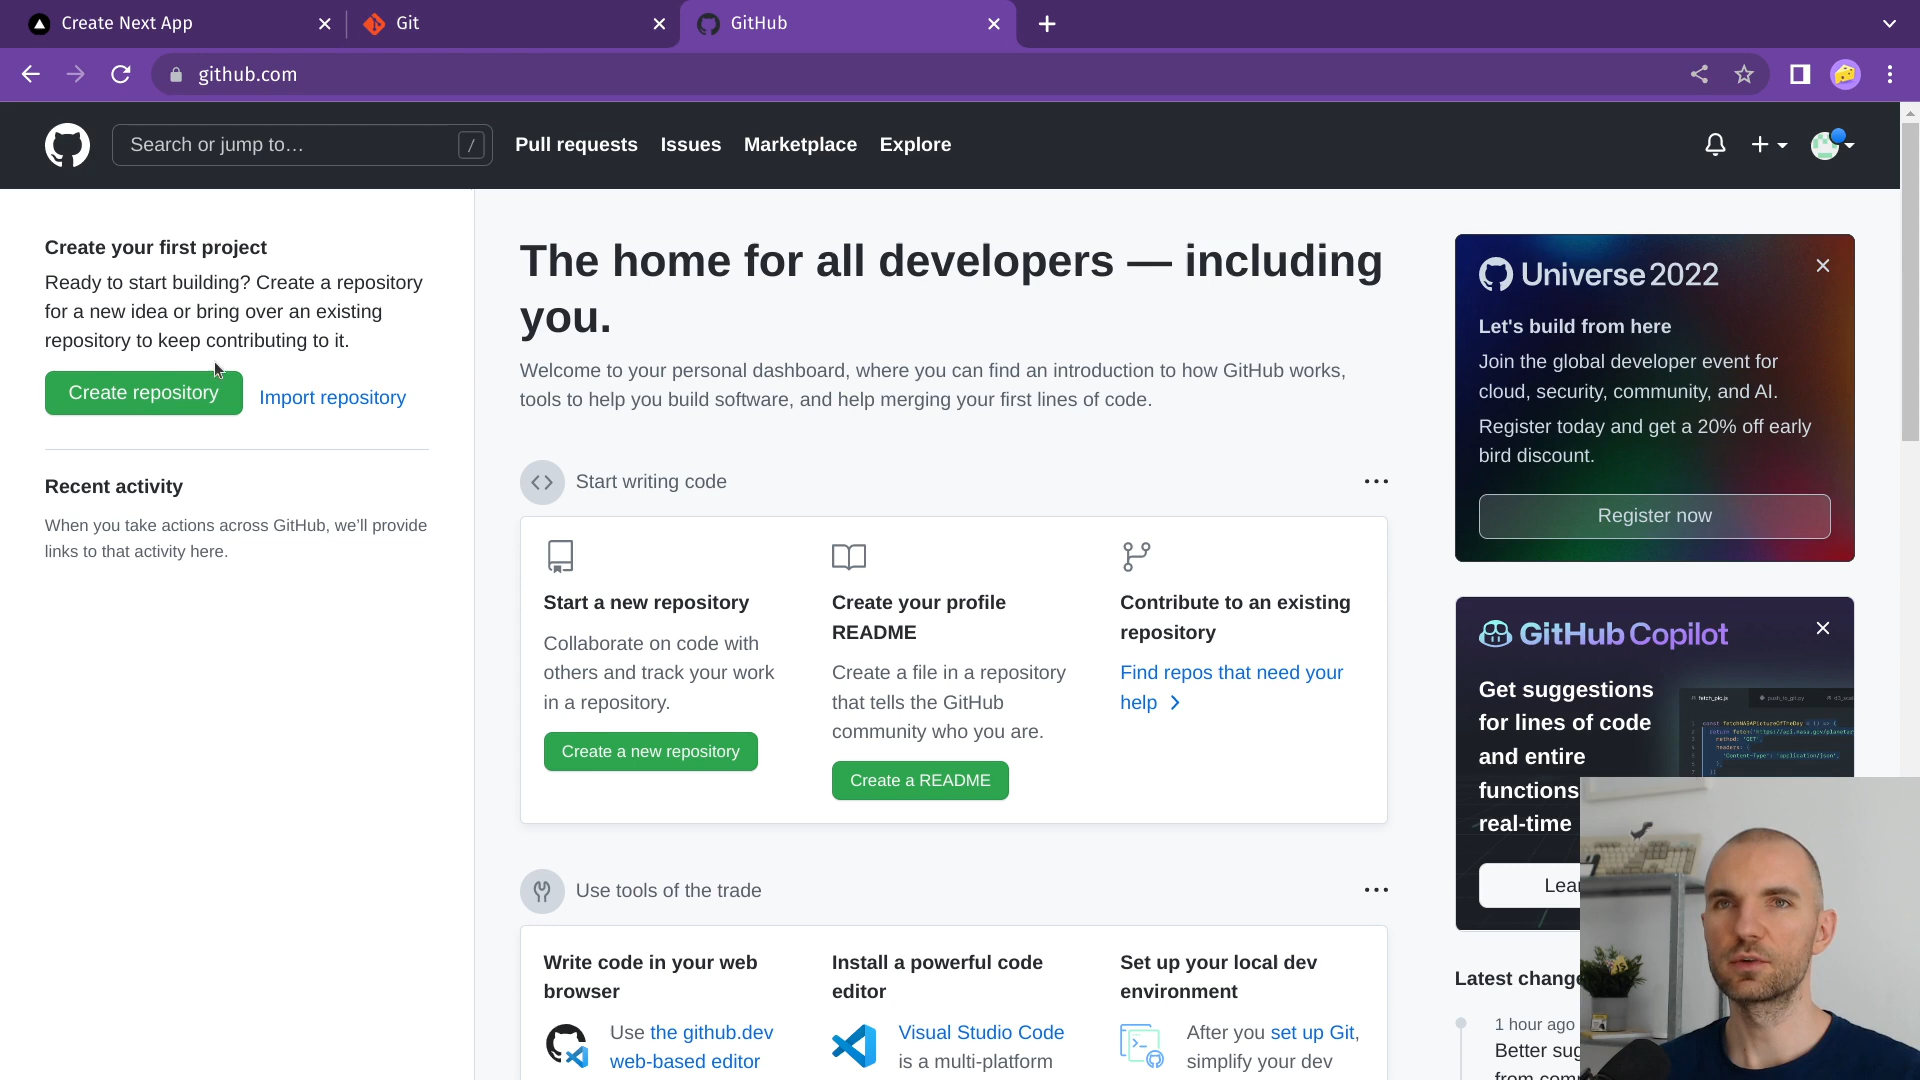 Create Next App
Git
GitHub
github.com
Search or jump to…
/
Pull requests
Issues
Marketplace
Explore
Create your first project
Ready to start building? Create a repository
for a new idea or bring over an existing
repository to keep contributing to it.
Create repository
Import repository
Recent activity
When you take actions across GitHub, we'll provide
links to that activity here.
The home for all developers — including
you.
Welcome to your personal dashboard, where you can find an introduction to how GitHub works,
tools to help you build software, and help merging your first lines of code.
Start writing code
Start a new repository
Collaborate on code with
others and track your work
in a repository.
Create a new repository
Create your profile
README
Create a file in a repository
that tells the GitHub
community who you are.
Create a README
Contribute to an existing
repository
Find repos that need your
help
Use tools of the trade
Write code in your web
browser
Use the github.dev
web-based editor
Install a powerful code
editor
Visual Studio Code
is a multi-platform
Set up your local dev
environment
After you set up Git,
simplify your dev
Universe 2022
Let's build from here
Join the global developer event for
cloud, security, community, and AI.
Register today and get a 20% off early
bird discount.
Register now
GitHub Copilot
Get suggestions
for lines of code
and entire
functions
real-time
Latest change
1 hour ago